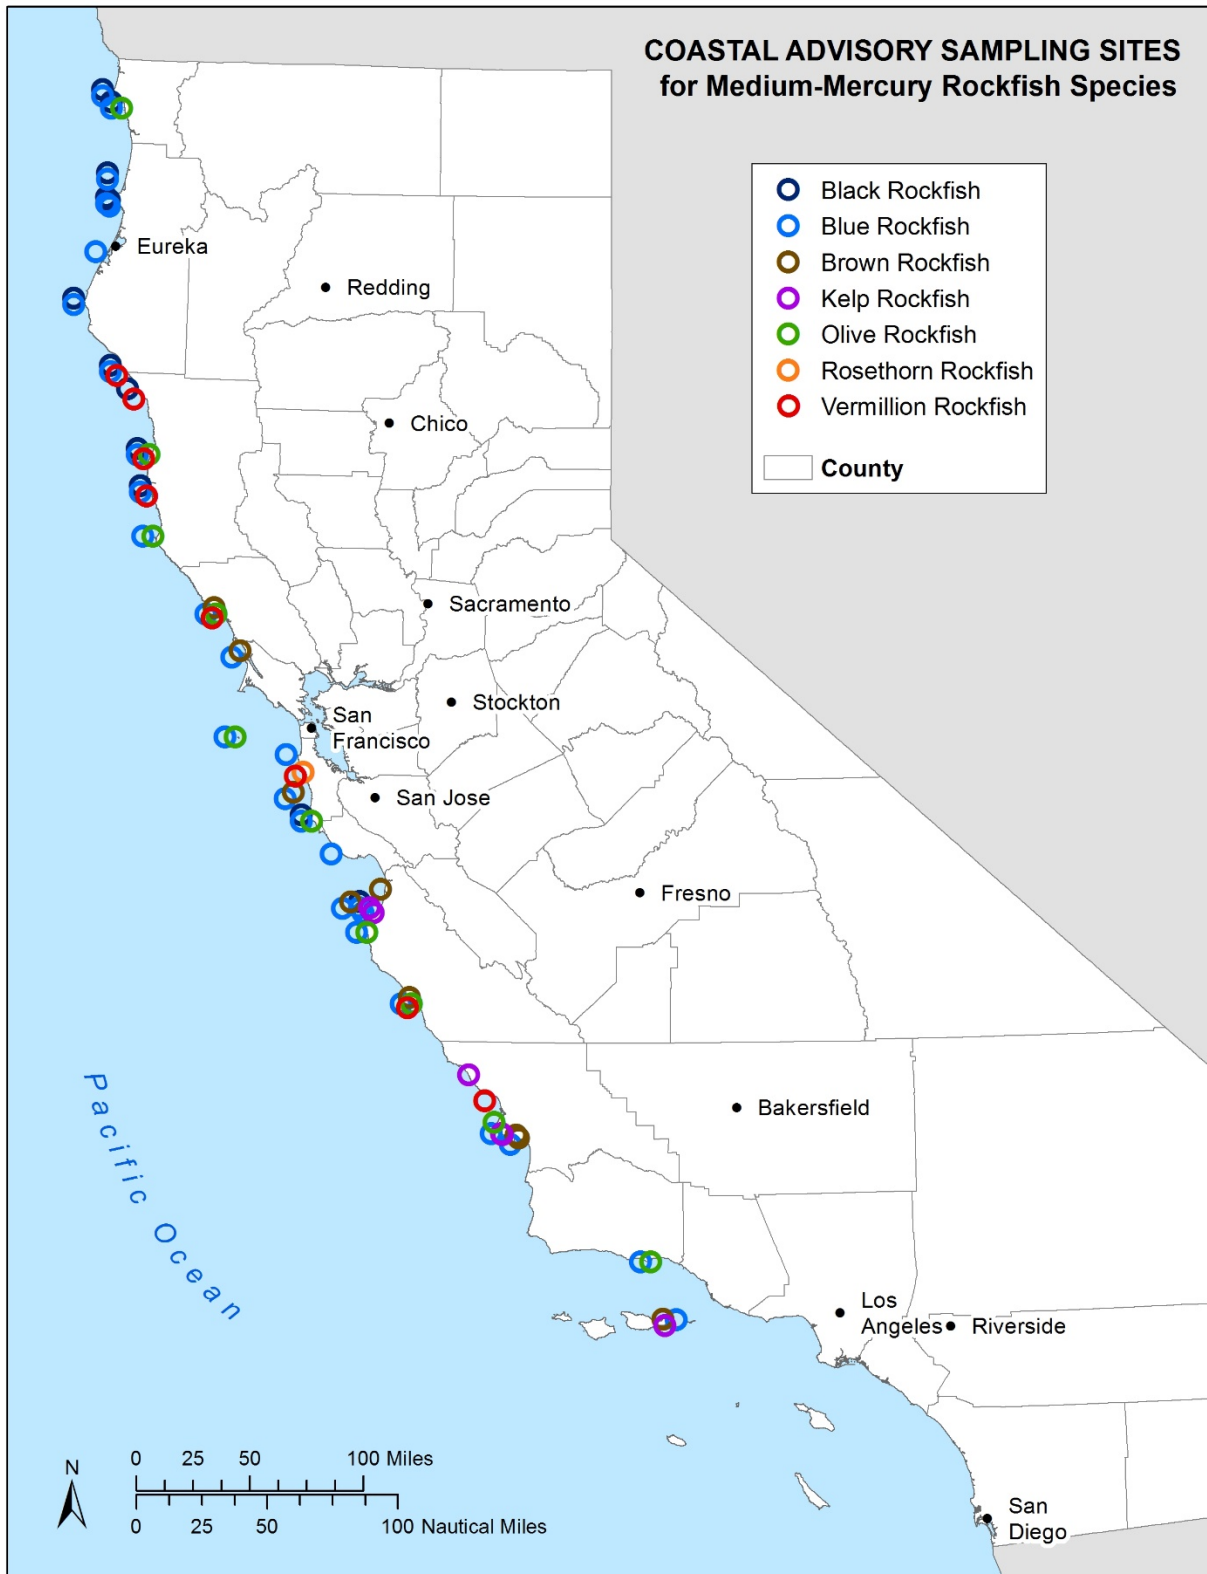 COASTAL ADVISORY SAMPLING SITES
for Medium-Mercury Rockfish Species
Black Rockfish
Blue Rockfish
Brown Rockfish
Kelp Rockfish
Olive Rockfish
Rosethorn Rockfish
Vermillion Rockfish
County
Eureka
Redding
Chico
Sacramento
Stockton
San
Francisco
San Jose
Fresno
Bakersfield
Los
Angeles
Riverside
San
Diego
Pacific Ocean
N
0 25 50 100 Miles
0 25 50 100 Nautical Miles